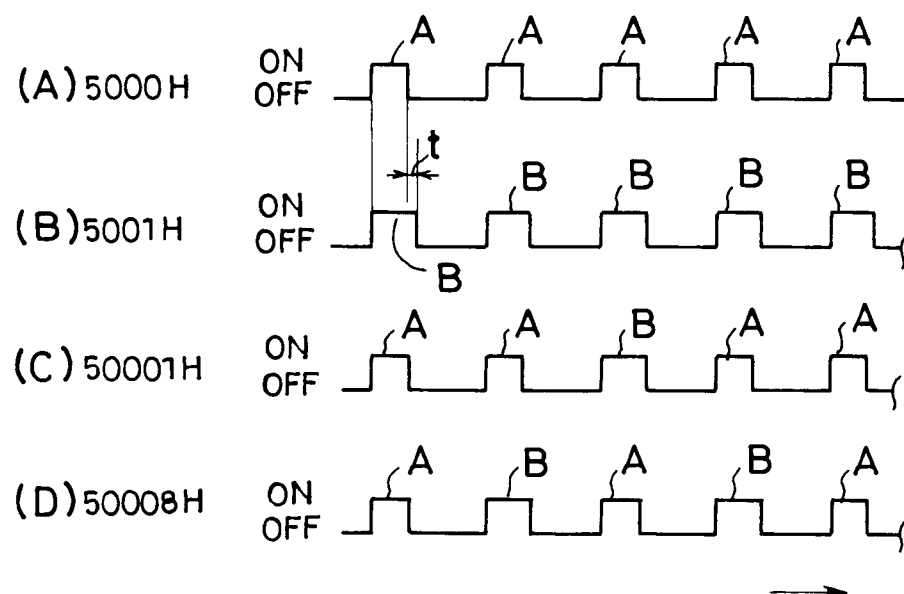 A A A A A
(A) 5000H ON
OFF
t
B B B B
(B) 5001H ON
OFF
B
A A B A A
(C) 50001H ON
OFF
A B A B A
(D) 50008H ON
OFF